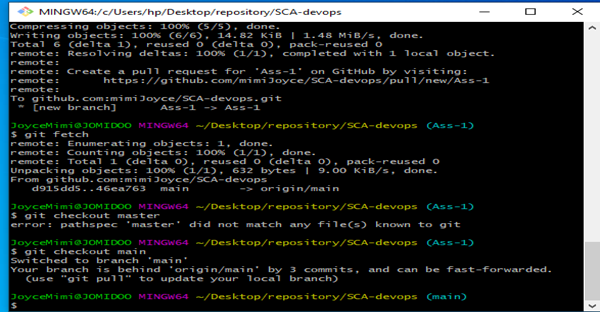 MINGW64:/c/Users/hp/Desktop/repository/SCA-devops
Compressing objects: 100% (5/5), done.
Writing objects: 100% (6/6), 14.82 KiB | 1.48 MiB/s, done.
Total 6 (delta 1), reused 0 (delta 0), pack-reused 0
remote: Resolving deltas: 100% (1/1), completed with 1 local object.
remote:
remote: Create a pull request for 'Ass-1' on GitHub by visiting:
remote:      https://github.com/mimiJoyce/SCA-devops/pull/new/Ass-1
remote:
To github.com:mimiJoyce/SCA-devops.git
 * [new branch]      Ass-1 -> Ass-1
JoyceMimi@JOMIDOO MINGW64 ~/Desktop/repository/SCA-devops (Ass-1)
$ git fetch
remote: Enumerating objects: 1, done.
remote: Counting objects: 100% (1/1), done.
remote: Total 1 (delta 0), reused 0 (delta 0), pack-reused 0
Unpacking objects: 100% (1/1), 632 bytes | 9.00 KiB/s, done.
From github.com:mimiJoyce/SCA-devops
   d915dd5..46ea763  main       -> origin/main
JoyceMimi@JOMIDOO MINGW64 ~/Desktop/repository/SCA-devops (Ass-1)
$ git checkout master
error: pathspec 'master' did not match any file(s) known to git
JoyceMimi@JOMIDOO MINGW64 ~/Desktop/repository/SCA-devops (Ass-1)
$ git checkout main
Switched to branch 'main'
Your branch is behind 'origin/main' by 3 commits, and can be fast-forwarded.
  (use "git pull" to update your local branch)
JoyceMimi@JOMIDOO MINGW64 ~/Desktop/repository/SCA-devops (main)
$